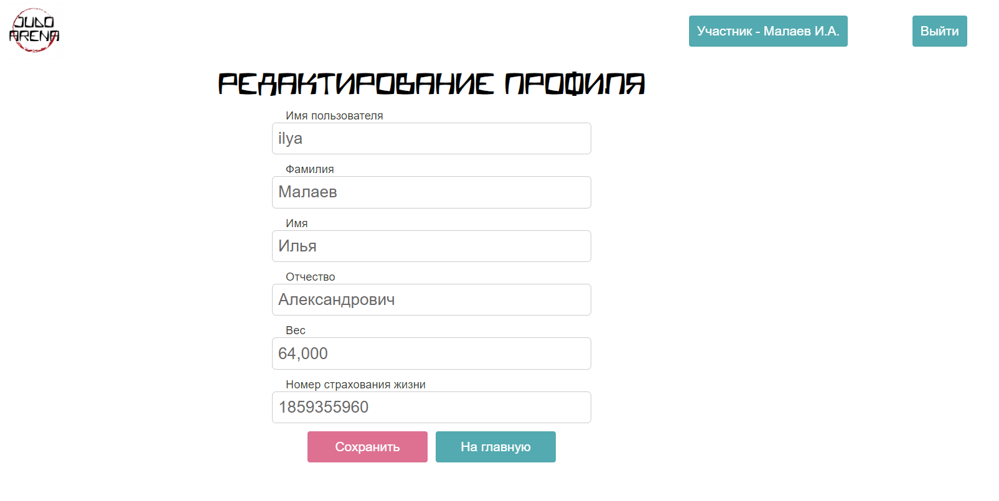 JUDO
ARENA
Участник - Малаев И.А.
Выйти
РЕДАКТИРОВАНИЕ ПРОФИЛЯ
Имя пользователя
ilya
Фамилия
Малаев
Имя
Илья
Отчество
Александрович
Вес
64,000
Номер страхования жизни
1859355960
Сохранить
На главную